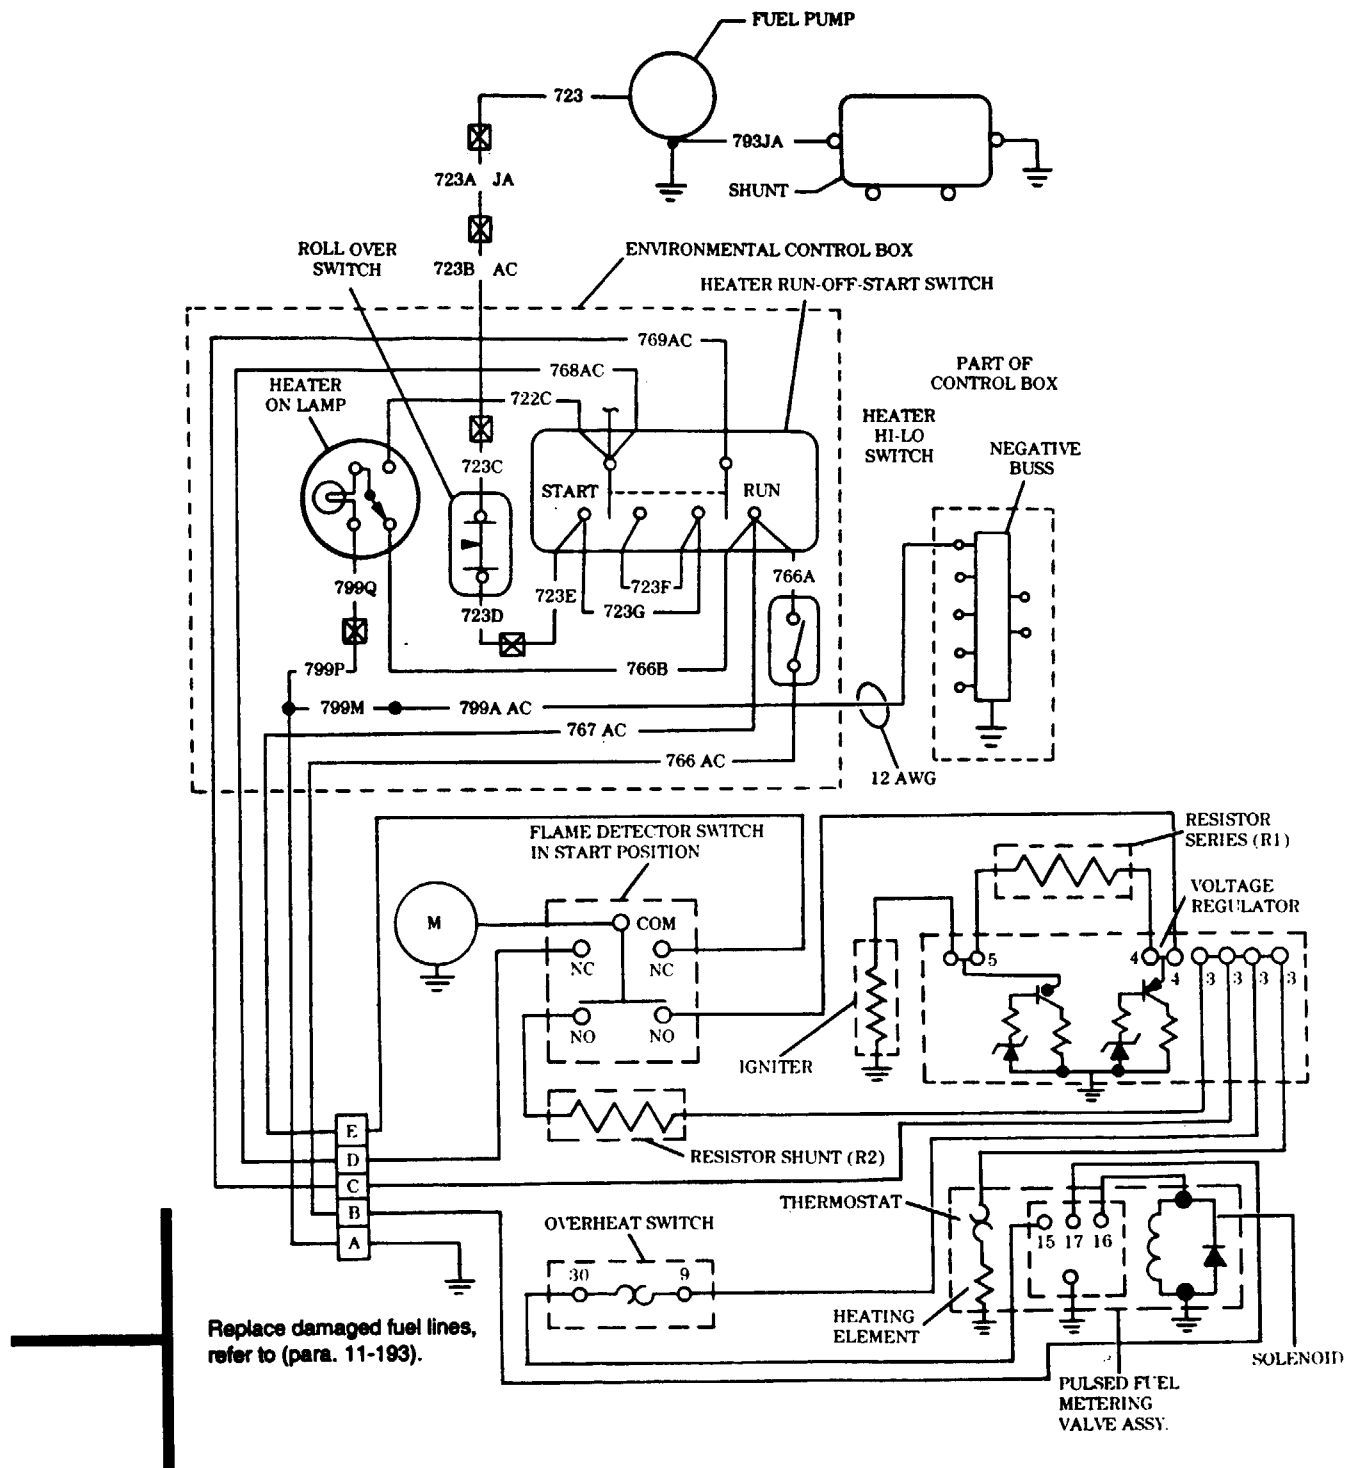 FUEL PUMP
723
793JA
723A JA
SHUNT
ROLL OVER
SWITCH
723B AC
ENVIRONMENTAL CONTROL BOX
HEATER RUN-OFF-START SWITCH
769AC
768AC
HEATER
ON LAMP
722C
PART OF
CONTROL BOX
HEATER
HI-LO
SWITCH
NEGATIVE
BUSS
723C
START
RUN
799Q
723D
723E
723F
723G
766A
799P
766B
799M
799A AC
767 AC
766 AC
12 AWG
FLAME DETECTOR SWITCH
IN START POSITION
RESISTOR
SERIES (R1)
VOLTAGE
REGULATOR
M
COM
NC
NC
NO
NO
5
4
4
3
3
3
3
IGNITER
RESISTOR SHUNT (R2)
E
D
C
B
A
THERMOSTAT
OVERHEAT SWITCH
30
9
15 17 16
HEATING
ELEMENT
SOLENOID
PULSED FUEL
METERING
VALVE ASSY.
Replace damaged fuel lines,
refer to (para. 11-193).